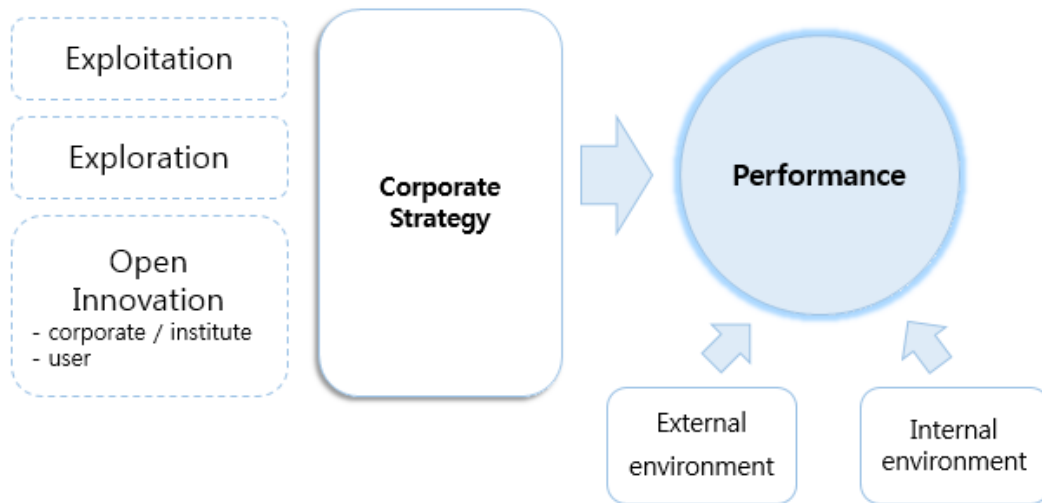 Exploitation
Exploration
Open
Innovation
- corporate / institute
- user
Corporate
Strategy
Performance
External
environment
Internal
environment